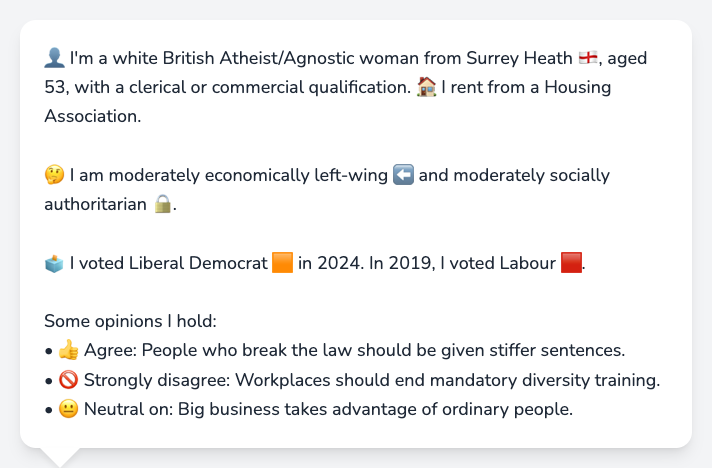 👤 I'm a white British Atheist/Agnostic woman from Surrey Heath 🏴󠁧󠁢󠁥󠁮󠁧󠁿, aged
53, with a clerical or commercial qualification. 🏠 I rent from a Housing
Association.
🤔 I am moderately economically left-wing ⬅️ and moderately socially
authoritarian 🔒.
🗳️ I voted Liberal Democrat 🟧 in 2024. In 2019, I voted Labour 🟥.
Some opinions I hold:
• 👍 Agree: People who break the law should be given stiffer sentences.
• 🚫 Strongly disagree: Workplaces should end mandatory diversity training.
• 😐 Neutral on: Big business takes advantage of ordinary people.